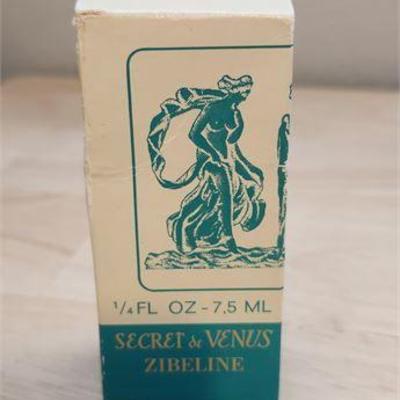 1/4 FL OZ - 7,5 ML
SECRET de VENUS
ZIBELINE